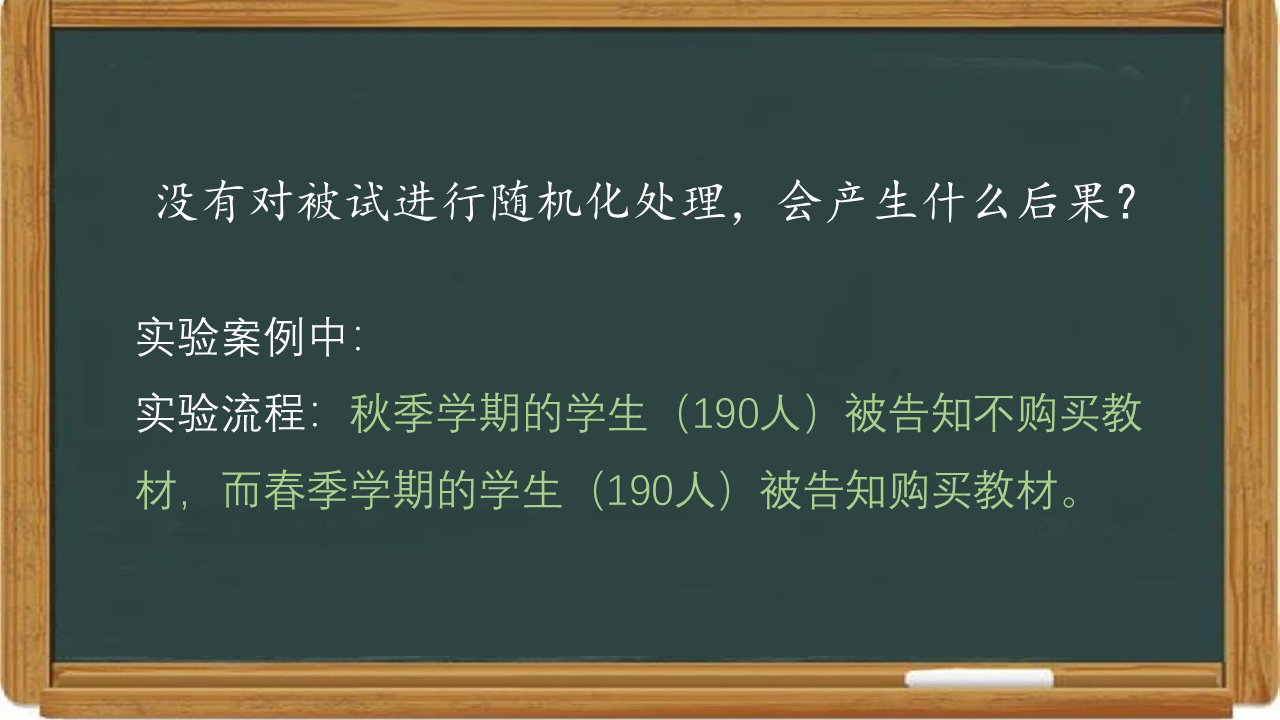 没有对被试进行随机化处理，会产生什么后果？
实验案例中：
实验流程：秋季学期的学生（190人）被告知不购买教
材，而春季学期的学生（190人）被告知购买教材。